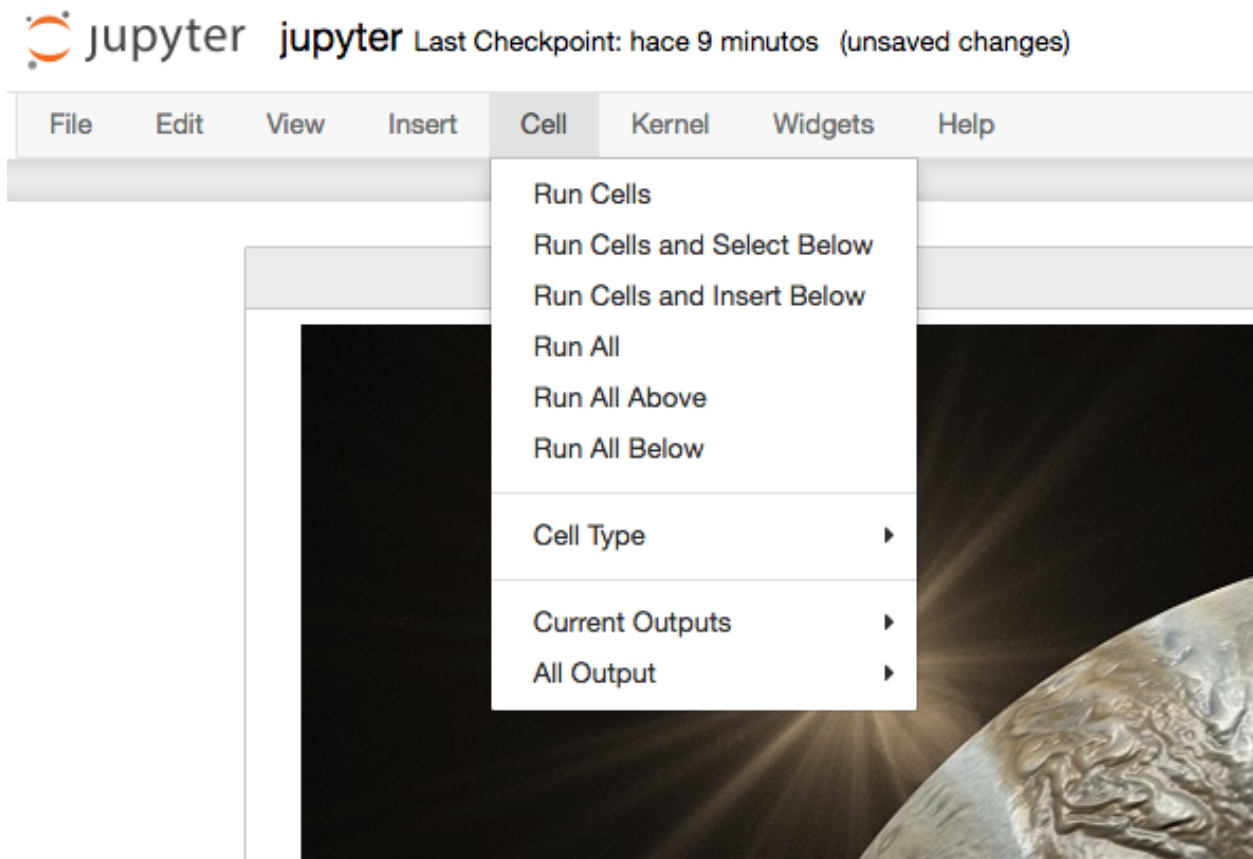 jupyter jupyter Last Checkpoint: hace 9 minutos (unsaved changes)
File Edit View Insert Cell Kernel Widgets Help
Run Cells
Run Cells and Select Below
Run Cells and Insert Below
Run All
Run All Above
Run All Below
Cell Type
Current Outputs
All Output